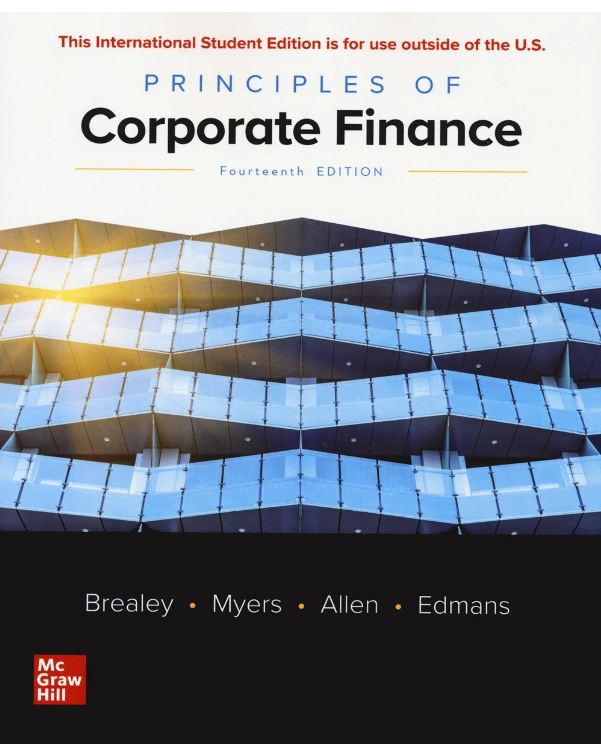 This International Student Edition is for use outside of the U.S.
PRINCIPLES OF
Corporate Finance
Fourteenth EDITION
Brealey • Myers • Allen • Edmans
Mc
Graw
Hill